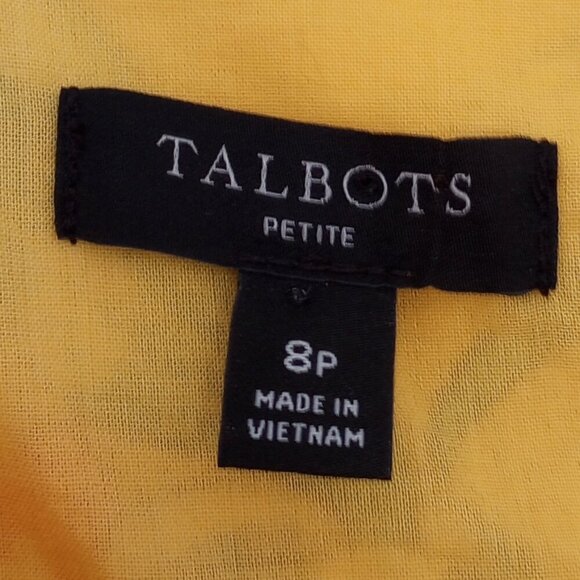 TALBOTS
PETITE
8P
MADE IN
VIETNAM